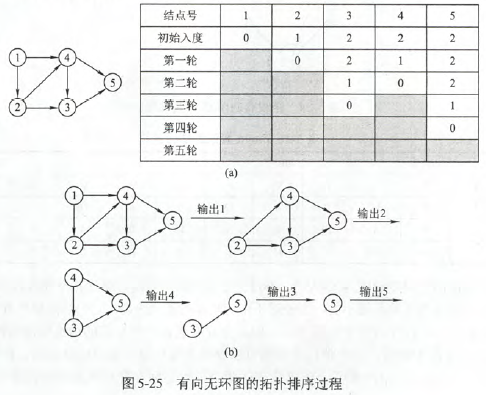 1 4 5 2 3
结点号 1 2 3 4 5
初始入度 0 1 2 2 2
第一轮 0 2 1 2
第二轮 1 0 2
第三轮 0 1
第四轮 0
第五轮
(a)
1 4 5 2 3 输出1 4 5 2 3 输出2
4 5 3 输出4 5 3 输出3 5 输出5
(b)
图5-25 有向无环图的拓扑排序过程